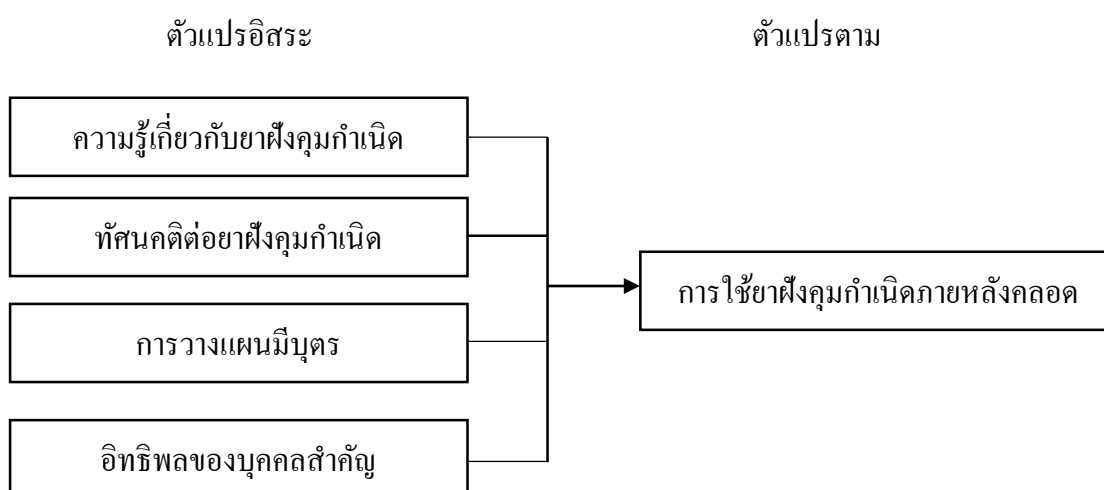 ตัวแปรอิสระ
ตัวแปรตาม
ความรู้เกี่ยวกับยาฝังคุมกำเนิด
ทัศนคติต่อยาฝังคุมกำเนิด
การใช้ยาฝังคุมกำเนิดภายหลังคลอด
การวางแผนมีบุตร
อิทธิพลของบุคคลสำคัญ